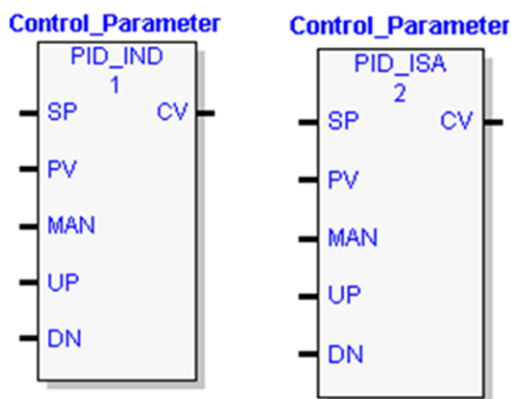 Control_Parameter
PID_IND
1
SP CV
PV
MAN
UP
DN
Control_Parameter
PID_ISA
2
SP CV
PV
MAN
UP
DN